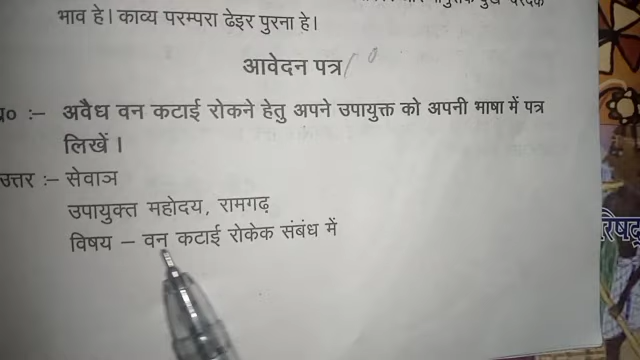 भाव हे। काव्य परम्परा ढेइर पुरना हे।
आवेदन पत्र
प्र० :– अवैध वन कटाई रोकने हेतु अपने उपायुक्त को अपनी भाषा में पत्र
लिखें।
उत्तर :– सेवाञ
उपायुक्त महोदय, रामगढ़
विषय – वन कटाई रोकेक संबंध में